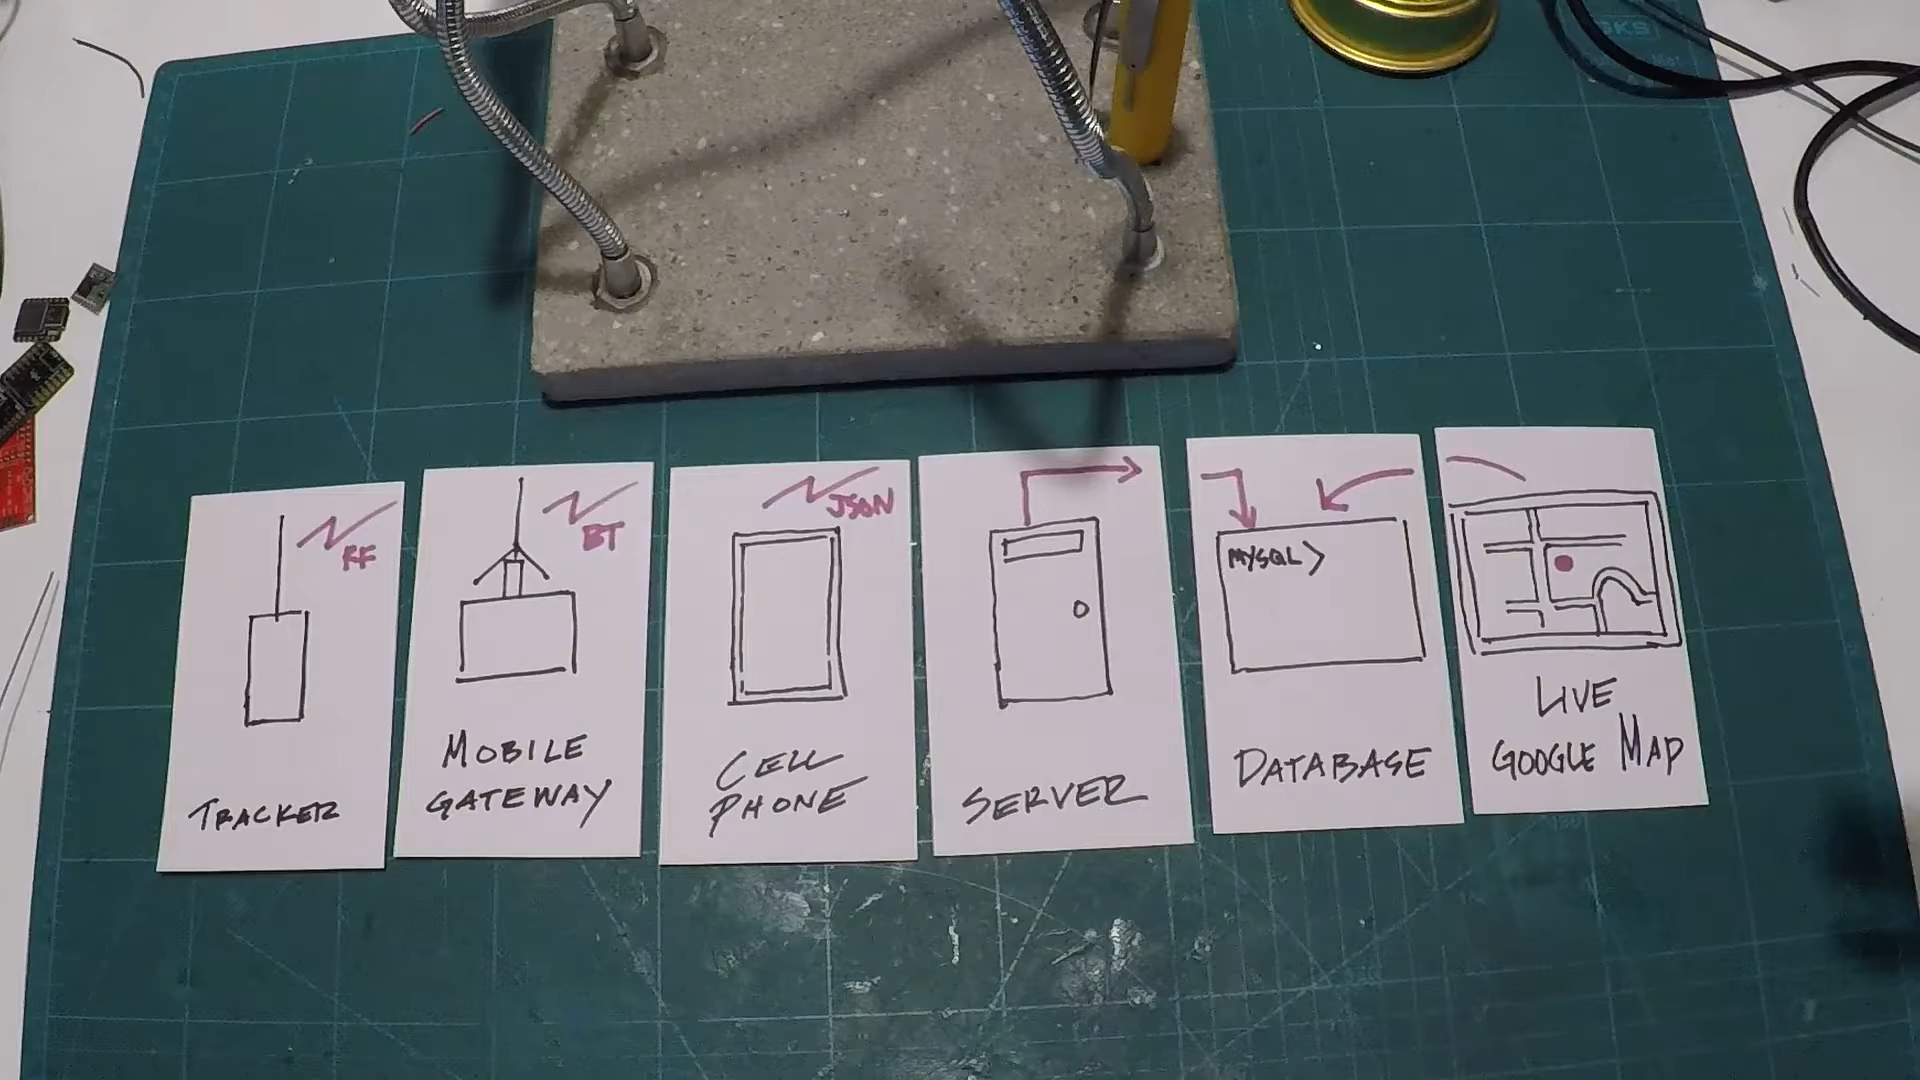 RF
TRACKER
BT
MOBILE
GATEWAY
JSON
CELL
PHONE
SERVER
MYSQL>
DATABASE
LIVE
GOOGLE MAP